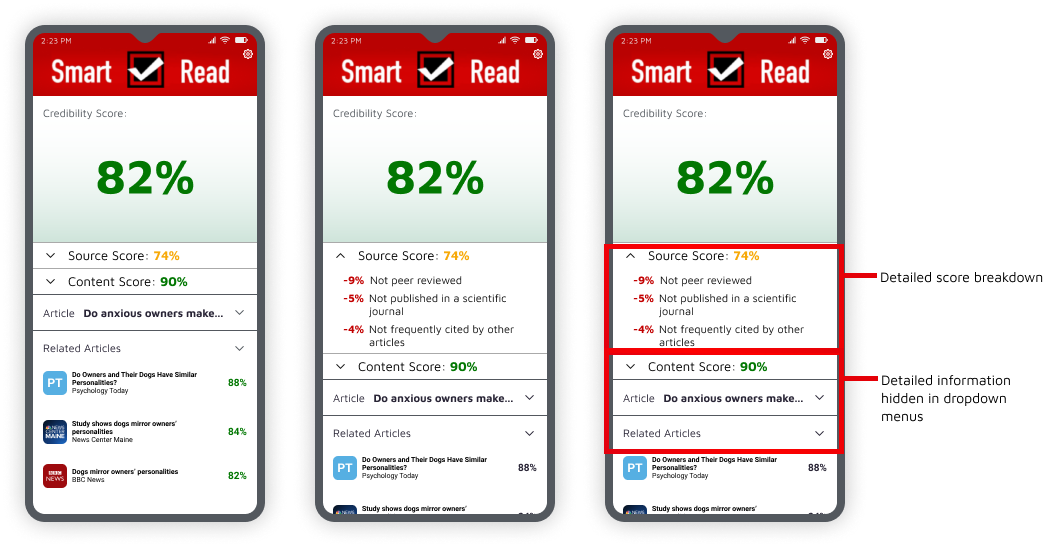 2:23 PM
Smart Read
Credibility Score:
82%
Source Score: 74%
Content Score: 90%
Article Do anxious owners make...
Related Articles
PT
Do Owners and Their Dogs Have Similar
Personalities?
Psychology Today
88%
NEWS
CENTER
MAINE
Study shows dogs mirror owners'
personalities
News Center Maine
84%
BBC
NEWS
Dogs mirror owners' personalities
BBC News
82%
2:23 PM
Smart Read
Credibility Score:
82%
Source Score: 74%
-9% Not peer reviewed
-5% Not published in a scientific
journal
-4% Not frequently cited by other
articles
Content Score: 90%
Article Do anxious owners make...
Related Articles
PT
Do Owners and Their Dogs Have Similar
Personalities?
Psychology Today
88%
Study shows dogs mirror owners'
2:23 PM
Smart Read
Credibility Score:
82%
Source Score: 74%
-9% Not peer reviewed
-5% Not published in a scientific
journal
-4% Not frequently cited by other
articles
Content Score: 90%
Article Do anxious owners make...
Related Articles
PT
Do Owners and Their Dogs Have Similar
Personalities?
Psychology Today
88%
Study shows dogs mirror owners'
Detailed score breakdown
Detailed information
hidden in dropdown
menus